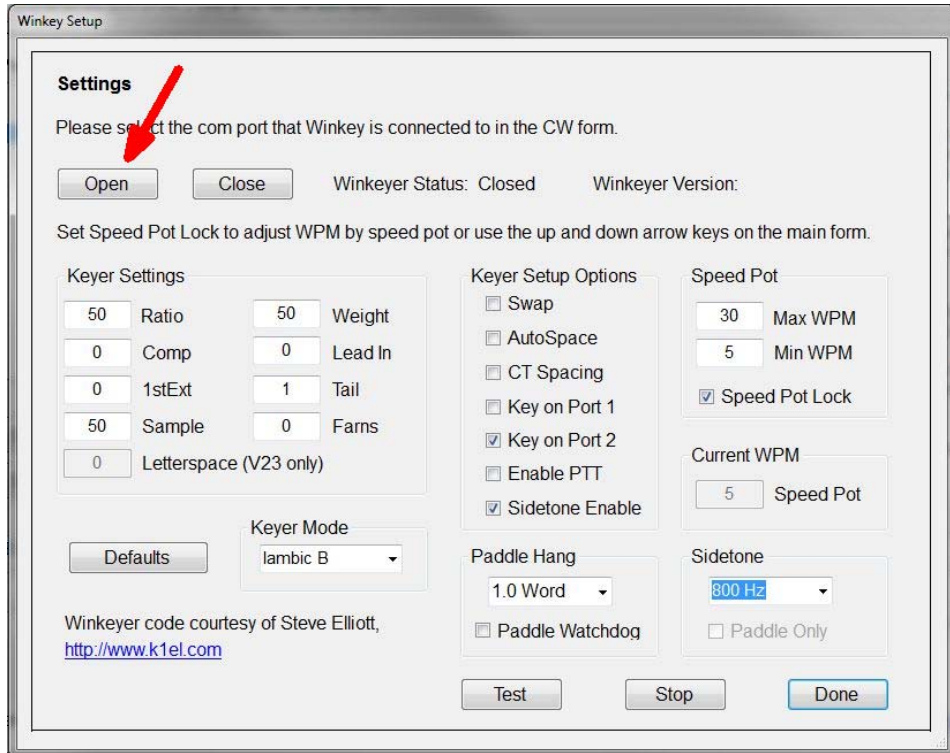 Winkey Setup
Settings
Please select the com port that Winkey is connected to in the CW form.
Open Close Winkeyer Status: Closed Winkeyer Version:
Set Speed Pot Lock to adjust WPM by speed pot or use the up and down arrow keys on the main form.
Keyer Settings
50 Ratio 50 Weight
0 Comp 0 Lead In
0 1stExt 1 Tail
50 Sample 0 Farns
0 Letterspace (V23 only)
Defaults
Keyer Mode
Iambic B
Winkeyer code courtesy of Steve Elliott,
http://www.k1el.com
Keyer Setup Options
Swap
AutoSpace
CT Spacing
Key on Port 1
Key on Port 2
Enable PTT
Sidetone Enable
Paddle Hang
1.0 Word
Paddle Watchdog
Speed Pot
30 Max WPM
5 Min WPM
Speed Pot Lock
Current WPM
5 Speed Pot
Sidetone
800 Hz
Paddle Only
Test Stop Done